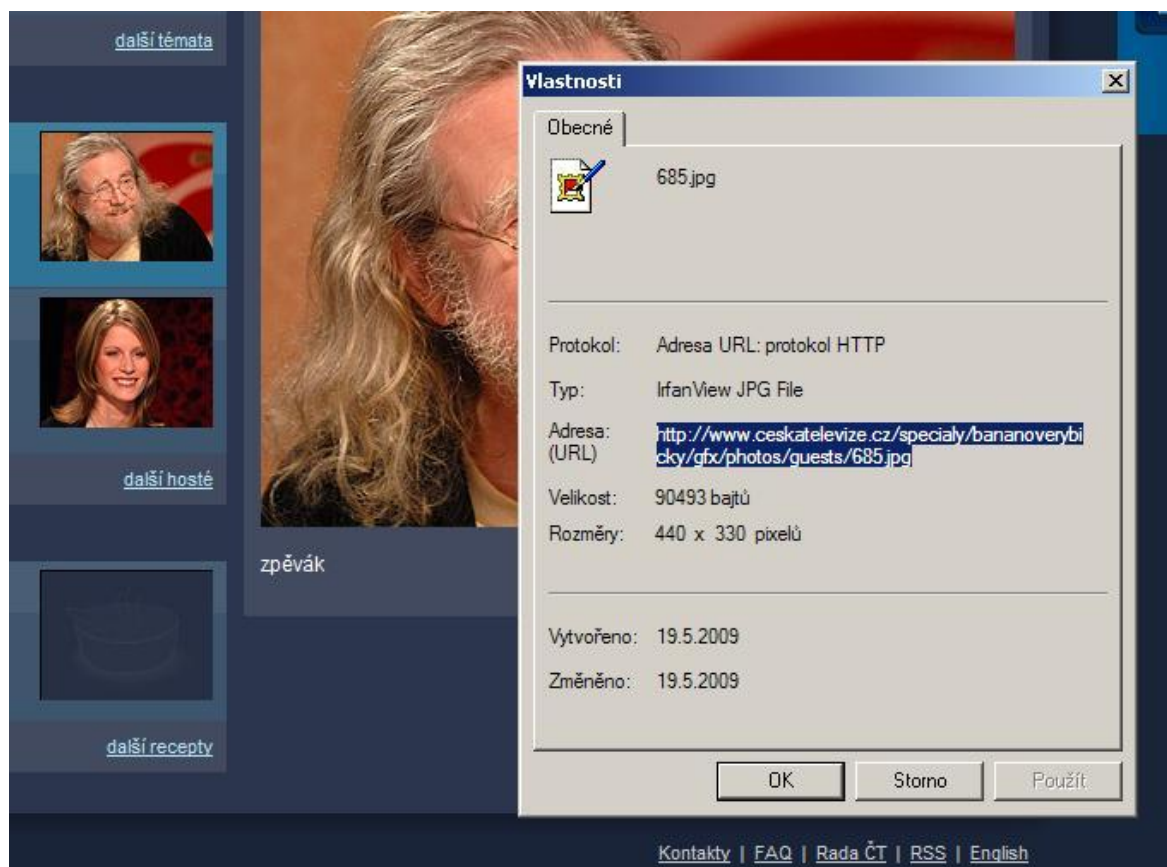 další témata
další hosté
další recepty
zpěvák
Vlastnosti
Obecné
685.jpg
Protokol: Adresa URL: protokol HTTP
Typ: IrfanView JPG File
Adresa: (URL) http://www.ceskatelevize.cz/specialy/bananoverybi
cky/gfx/photos/guests/685.jpg
Velikost: 90493 bajtů
Rozměry: 440 x 330 pixelů
Vytvořeno: 19.5.2009
Změněno: 19.5.2009
OK Storno Použít
Kontakty | FAQ | Rada ČT | RSS | English